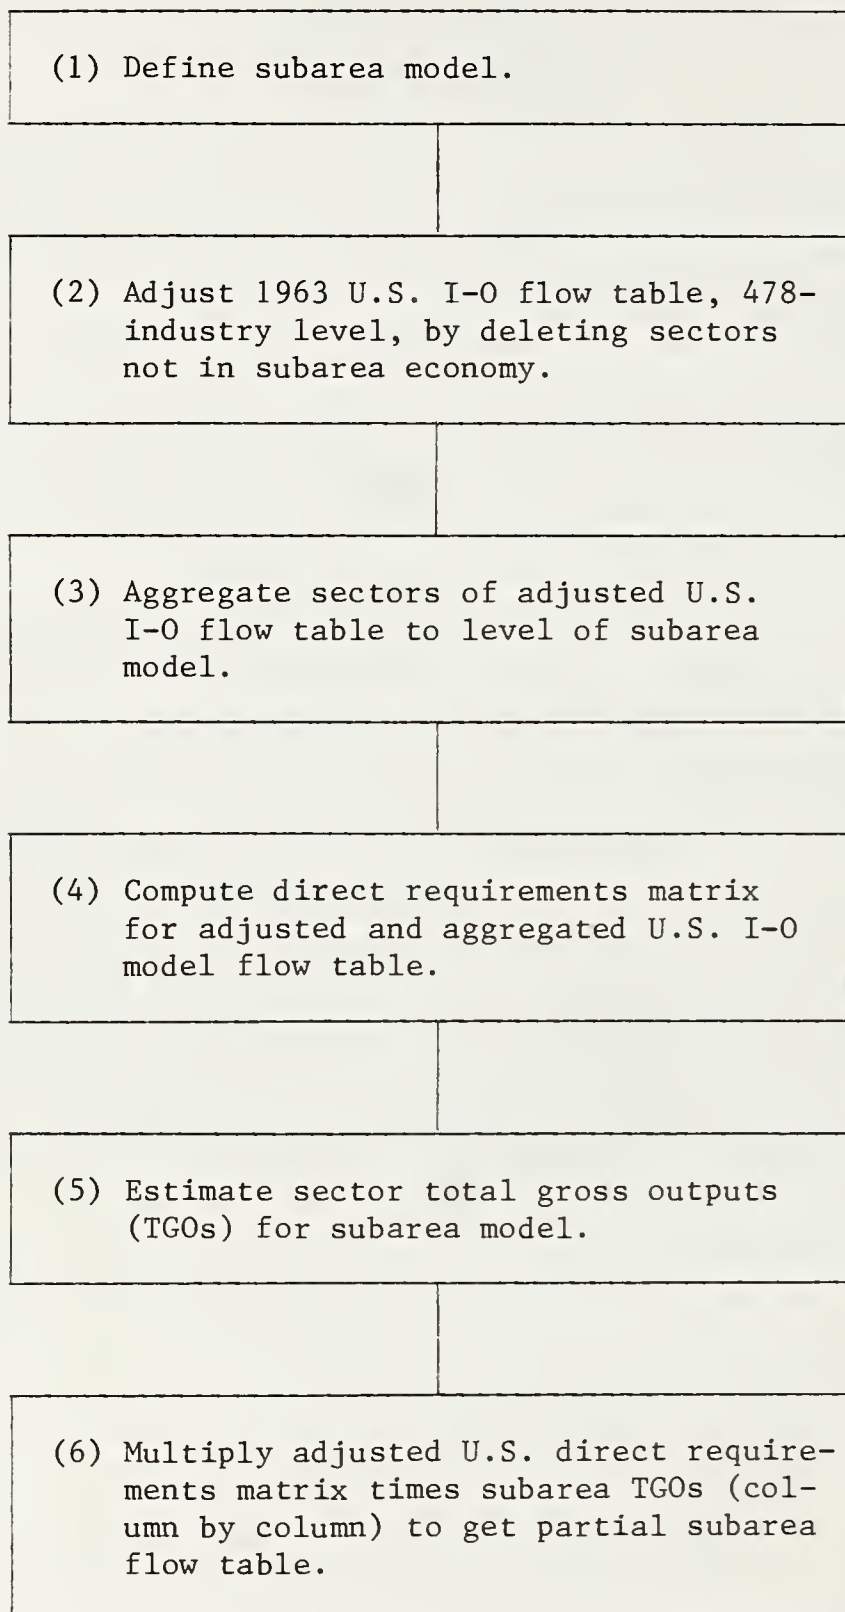 (1) Define subarea model.
(2) Adjust 1963 U.S. I-O flow table, 478-
industry level, by deleting sectors
not in subarea economy.
(3) Aggregate sectors of adjusted U.S.
I-O flow table to level of subarea
model.
(4) Compute direct requirements matrix
for adjusted and aggregated U.S. I-O
model flow table.
(5) Estimate sector total gross outputs
(TGOs) for subarea model.
(6) Multiply adjusted U.S. direct require-
ments matrix times subarea TGOs (col-
umn by column) to get partial subarea
flow table.